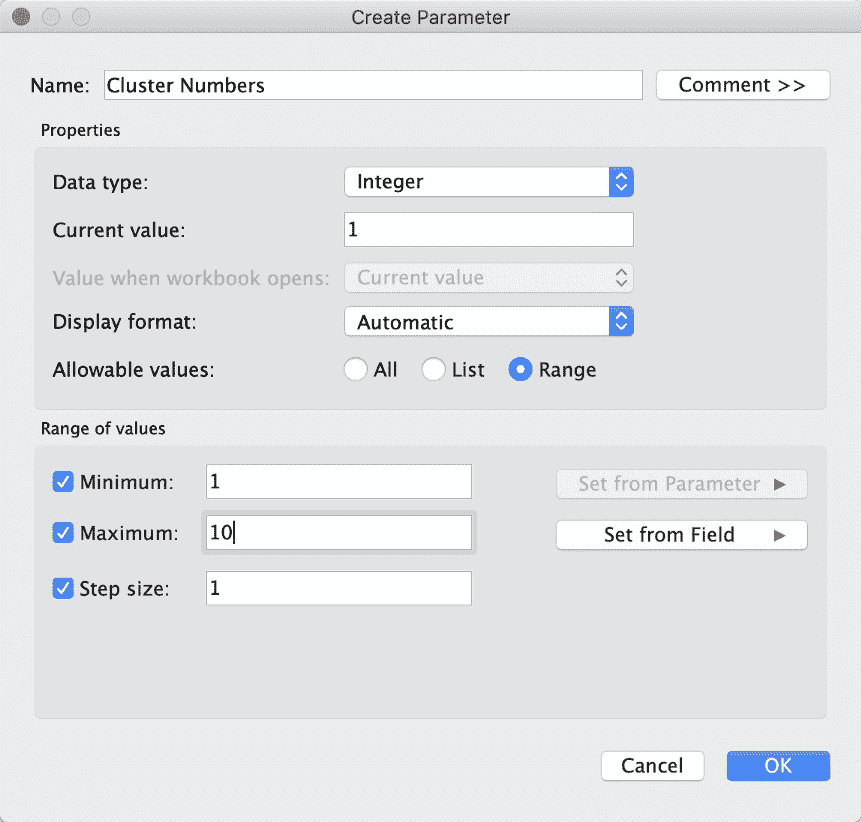 Create Parameter
Name: Cluster Numbers Comment >>
Properties
Data type: Integer
Current value: 1
Value when workbook opens: Current value
Display format: Automatic
Allowable values: All List Range
Range of values
Minimum: 1 Set from Parameter ▶
Maximum: 10 Set from Field ▶
Step size: 1
Cancel OK